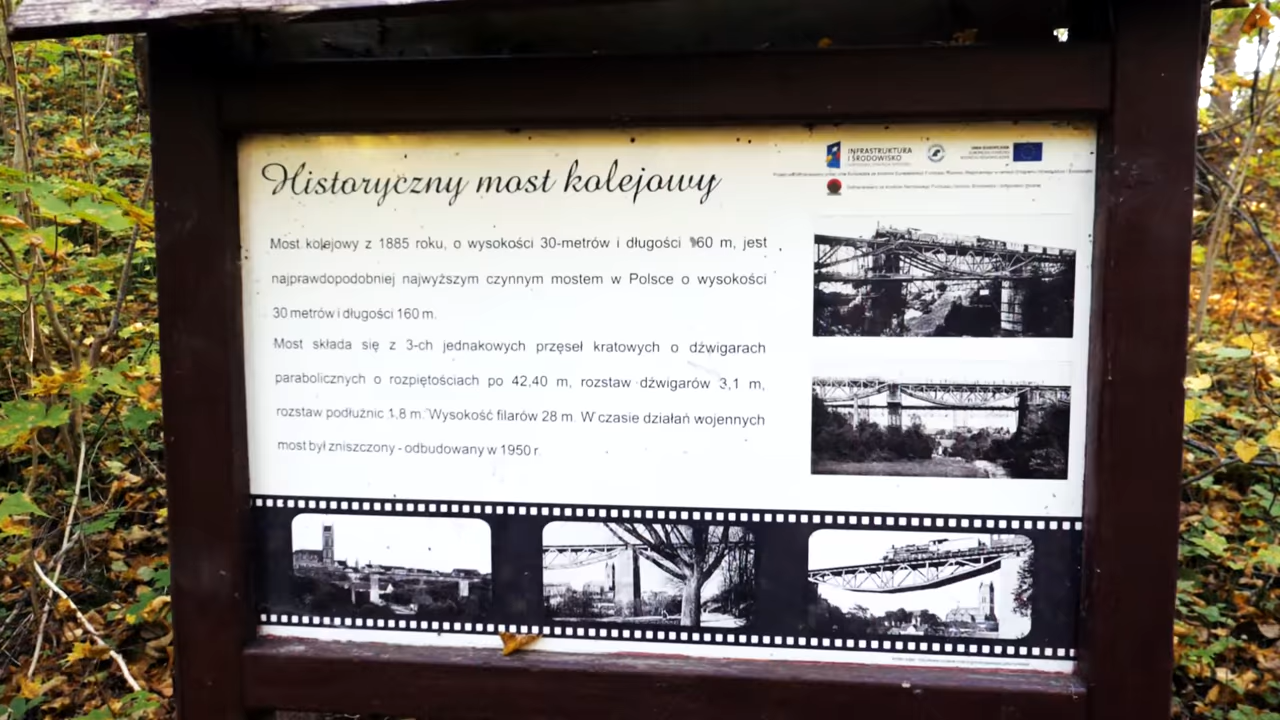 Historyczny most kolejowy
INFRASTRUKTURA
I ŚRODOWISKO
UNIA EUROPEJSKA
Most kolejowy z 1885 roku, o wysokości 30-metrów i długości 160 m, jest
najprawdopodobniej najwyższym czynnym mostem w Polsce o wysokości
30 metrów i długości 160 m.
Most składa się z 3-ch jednakowych przęseł kratowych o dźwigarach
parabolicznych o rozpiętościach po 42,40 m, rozstaw dźwigarów 3,1 m,
rozstaw podłużnic 1,8 m. Wysokość filarów 28 m. W czasie działań wojennych
most był zniszczony - odbudowany w 1950 r.